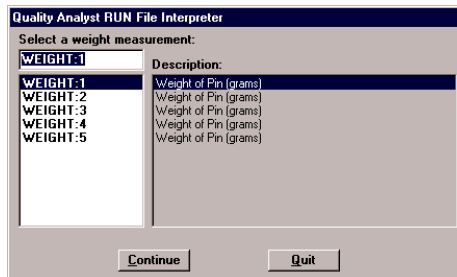 Quality Analyst RUN File Interpreter
Select a weight measurement:
WEIGHT:1
Description:
WEIGHT:1 Weight of Pin (grams)
WEIGHT:2 Weight of Pin (grams)
WEIGHT:3 Weight of Pin (grams)
WEIGHT:4 Weight of Pin (grams)
WEIGHT:5 Weight of Pin (grams)
Continue Quit